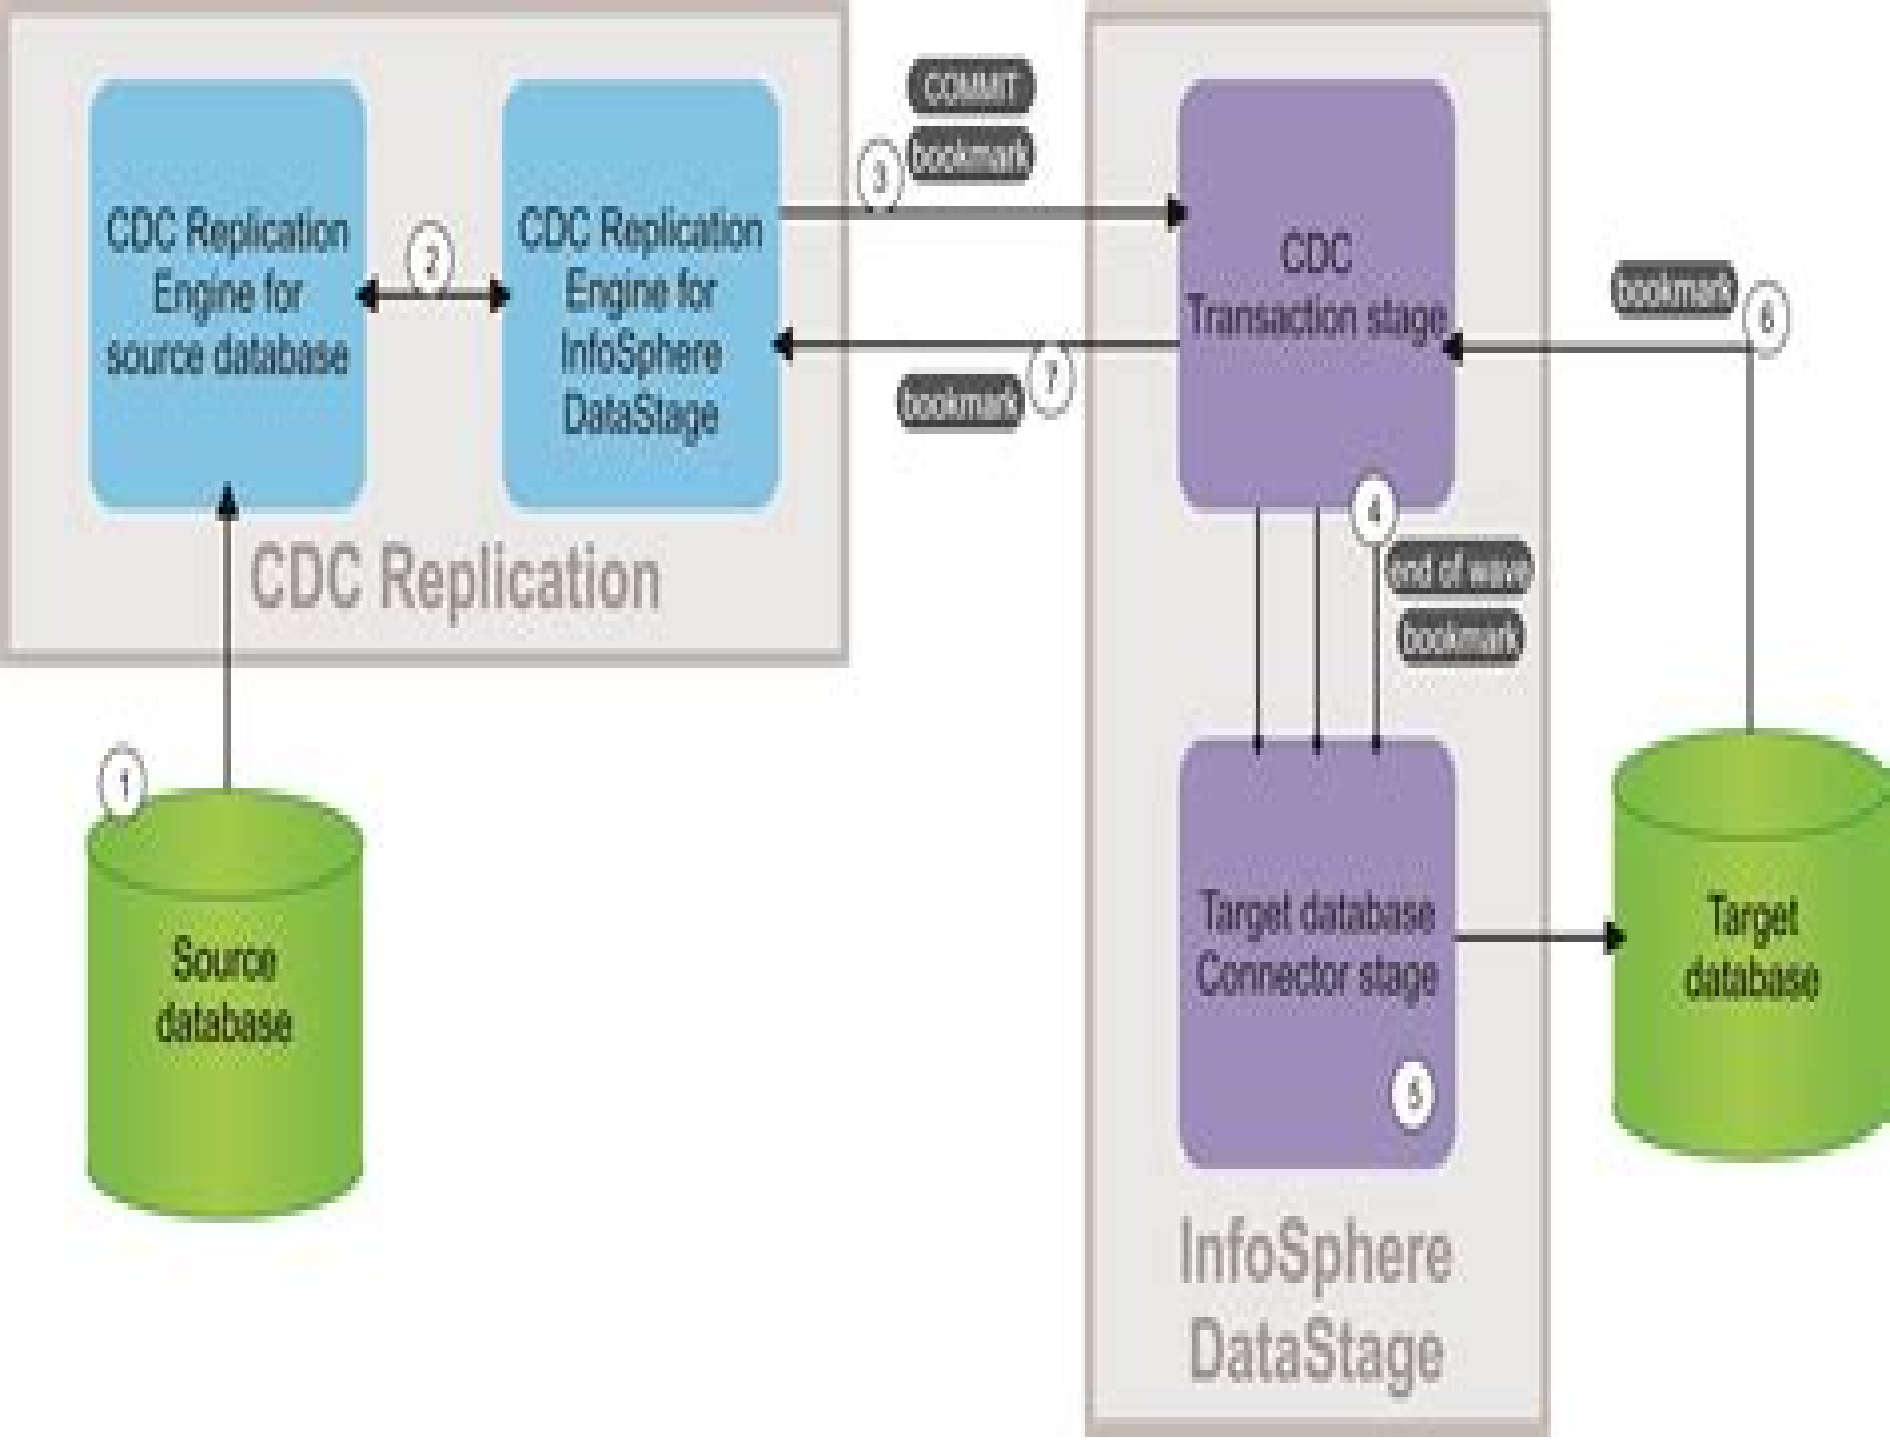 COMMIT
bookmark
3
CDC Replication
Engine for
source database
2
CDC Replication
Engine for
InfoSphere
DataStage
CDC
Transaction stage
bookmark
6
7
bookmark
4
end of wave
bookmark
CDC Replication
1
Source
database
Target database
Connector stage
5
Target
database
InfoSphere
DataStage